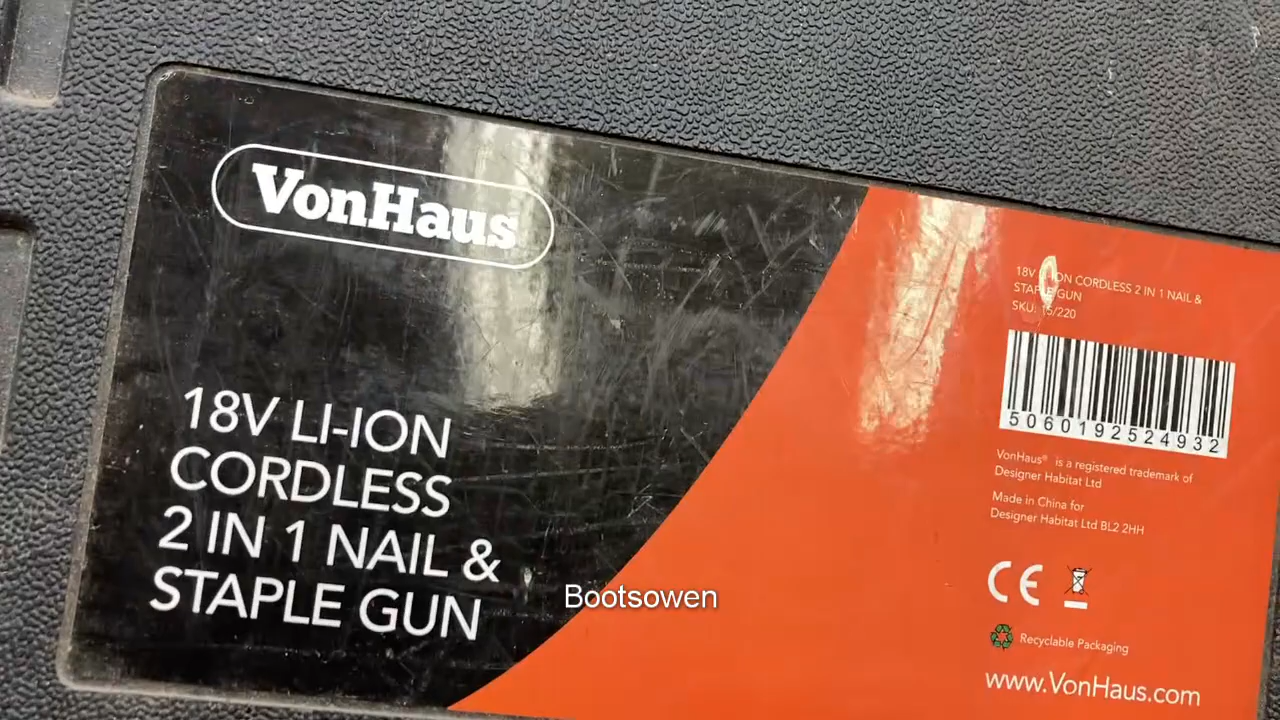 VonHaus
18V LI-ION
CORDLESS
2 IN 1 NAIL &
STAPLE GUN
Bootsowen
18V LI-ION CORDLESS 2 IN 1 NAIL &
STAPLE GUN
SKU: 15/220
5060192524932
VonHaus® is a registered trademark of
Designer Habitat Ltd
Made in China for
Designer Habitat Ltd BL2 2HH
CE
Recyclable Packaging
www.VonHaus.com